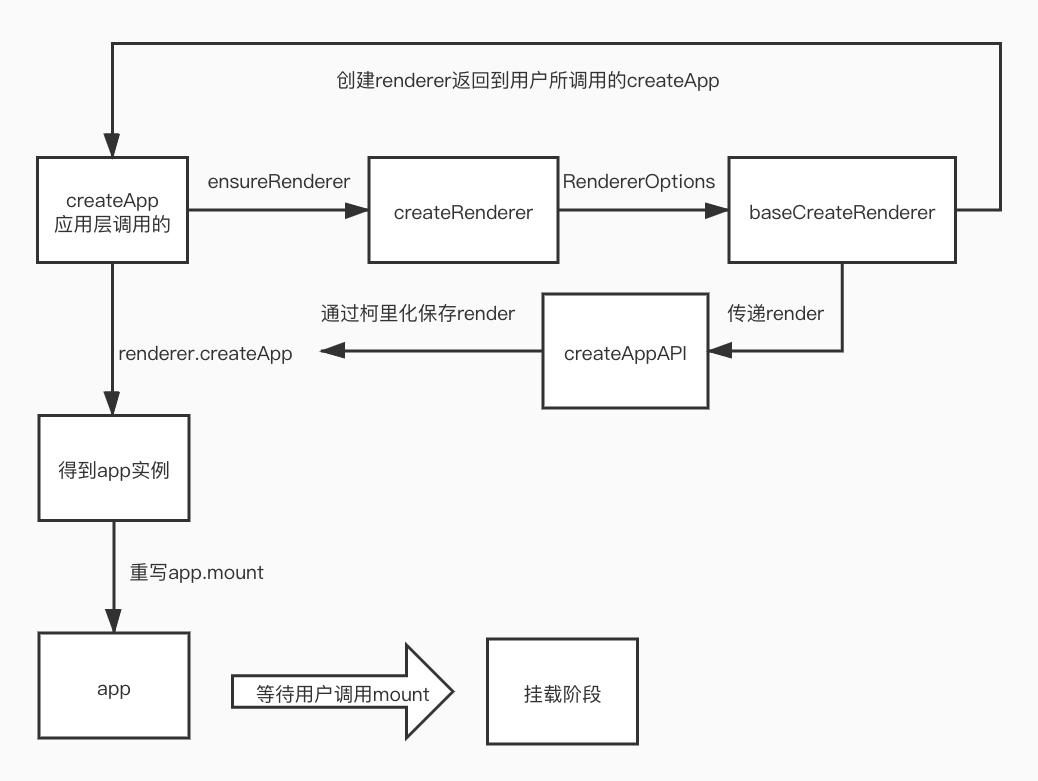 创建renderer返回到用户所调用的createApp
createApp
应用层调用的
ensureRenderer
createRenderer
RendererOptions
baseCreateRenderer
通过柯里化保存render
传递render
renderer.createApp
createAppAPI
得到app实例
重写app.mount
app
等待用户调用mount
挂载阶段